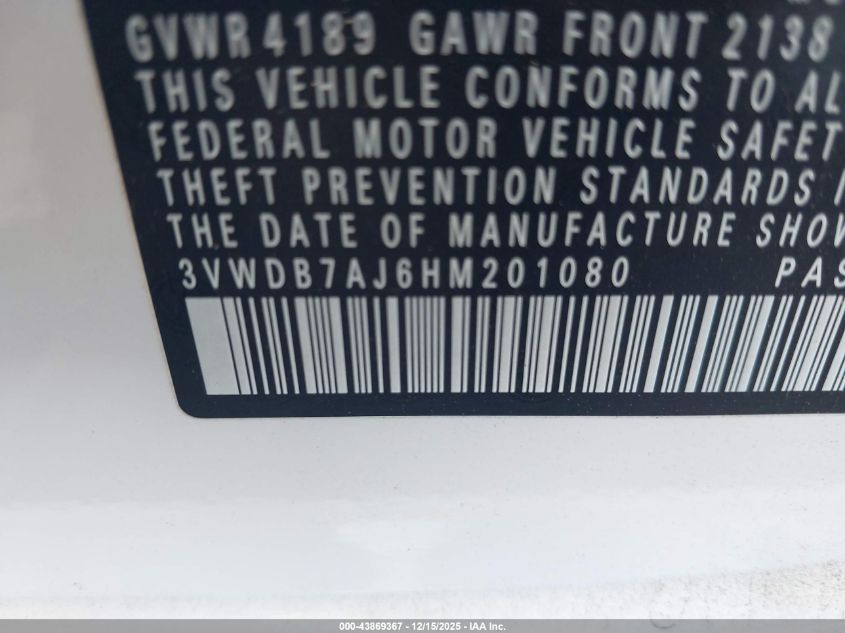 GVWR 4189 GAWR FRONT 2138
THIS VEHICLE CONFORMS TO AL
FEDERAL MOTOR VEHICLE SAFET
THEFT PREVENTION STANDARDS I
THE DATE OF MANUFACTURE SHOW
3VWDB7AJ6HM201080 PAS
000-43869367 - 12/15/2025 - IAA Inc.